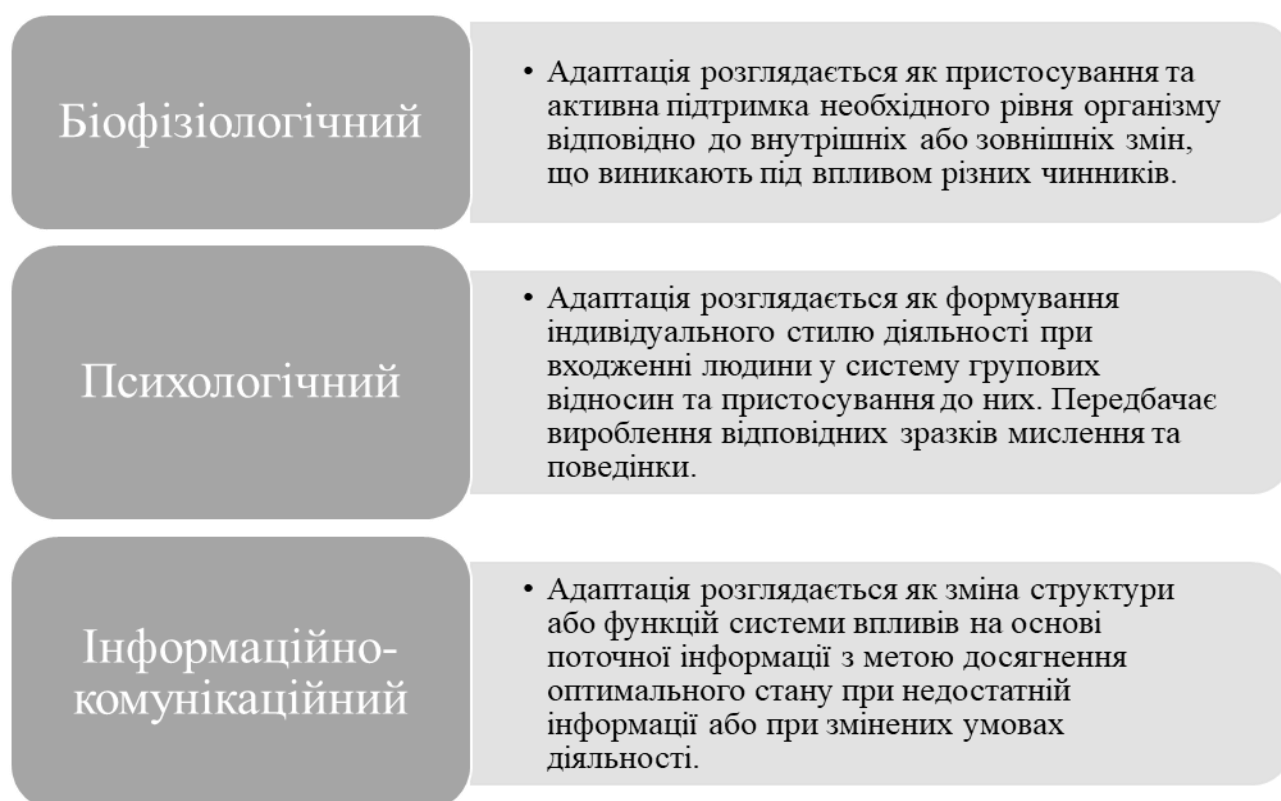 Біофізіологічний
• Адаптація розглядається як пристосування та
активна підтримка необхідного рівня організму
відповідно до внутрішніх або зовнішніх змін,
що виникають під впливом різних чинників.
Психологічний
• Адаптація розглядається як формування
індивідуального стилю діяльності при
входженні людини у систему групових
відносин та пристосування до них. Передбачає
вироблення відповідних зразків мислення та
поведінки.
Інформаційно-
комунікаційний
• Адаптація розглядається як зміна структури
або функцій системи впливів на основі
поточної інформації з метою досягнення
оптимального стану при недостатній
інформації або при змінених умовах
діяльності.